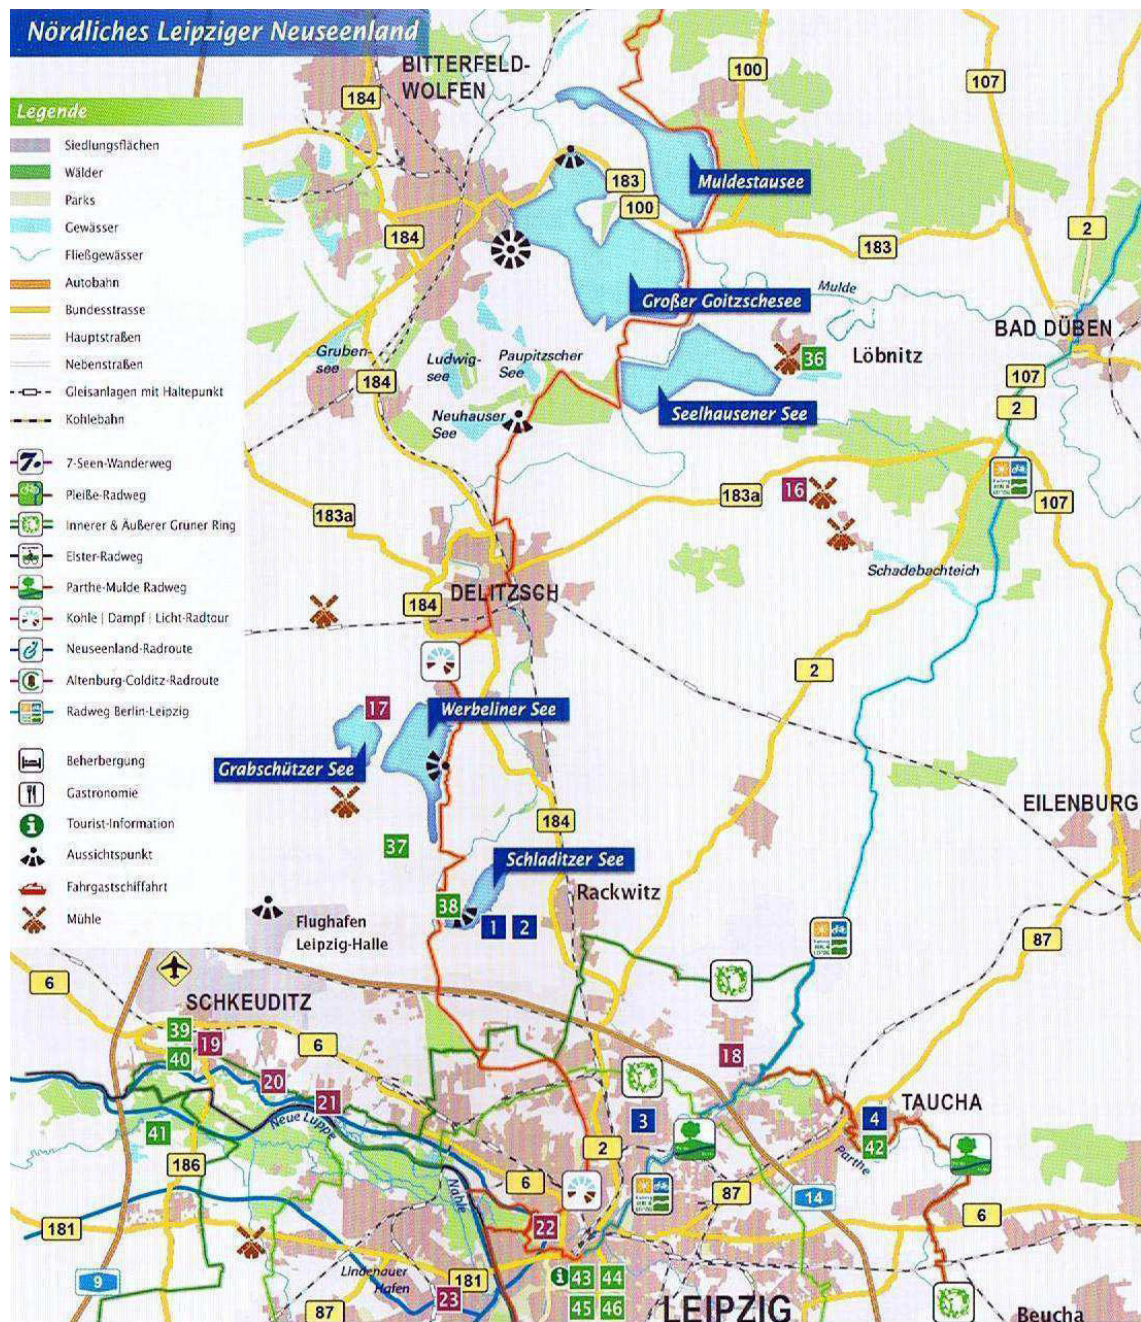 Nördliches Leipziger Neuseenland
Legende
Siedlungsflächen
Wälder
Parks
Gewässer
Fließgewässer
Autobahn
Bundesstrasse
Hauptstraßen
Nebenstraßen
Gleisanlagen mit Haltepunkt
Kohlebahn
7-Seen-Wanderweg
Pleiße-Radweg
Innerer & Äußerer Grüner Ring
Elster-Radweg
Parthe-Mulde Radweg
Kohle | Dampf | Licht-Radtour
Neuseenland-Radroute
Altenburg-Colditz-Radroute
Radweg Berlin-Leipzig
Beherbergung
Gastronomie
Tourist-Information
Aussichtspunkt
Fahrgastschiffahrt
Mühle
BITTERFELD-
WOLFEN
184
100
107
183
Muldestausee
100
184
183
2
Großer Goitzschesee
Mulde
BAD DÜBEN
Gruben-
see
Ludwig-
see
Paupitzscher
See
36
Löbnitz
184
107
2
Seelhausener See
Neuhauser
See
183a
183a
16
107
Schadebachteich
DELITZSCH
184
2
17
Werbeliner See
Grabschützer See
EILENBURG
184
37
Schladitzer See
38
Rackwitz
1
2
Flughafen
Leipzig-Halle
87
6
SCHKEUDITZ
39
19
40
6
18
20
21
3
4
TAUCHA
41
Neue Luppe
42
Parthe
2
186
6
87
14
Nahle
181
22
6
Lindenauer
Hafen
181
9
43
44
23
87
45
46
LEIPZIG
Beucha